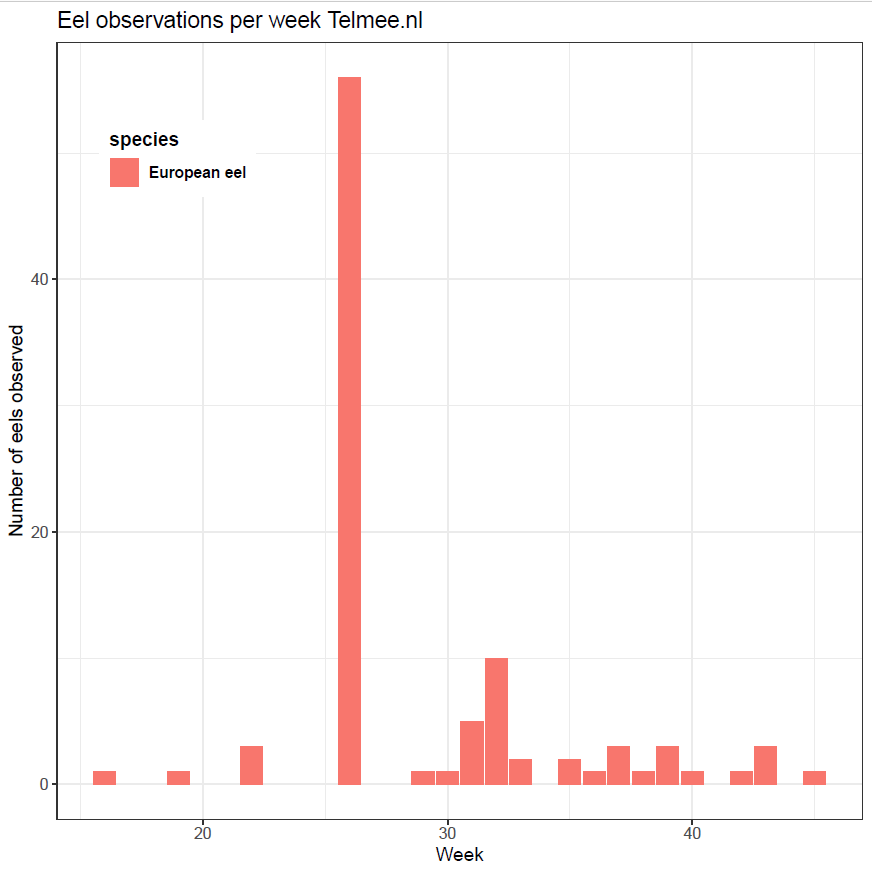 Eel observations per week Telmee.nl
species
European eel
Number of eels observed
40
20
0
20
30
40
Week